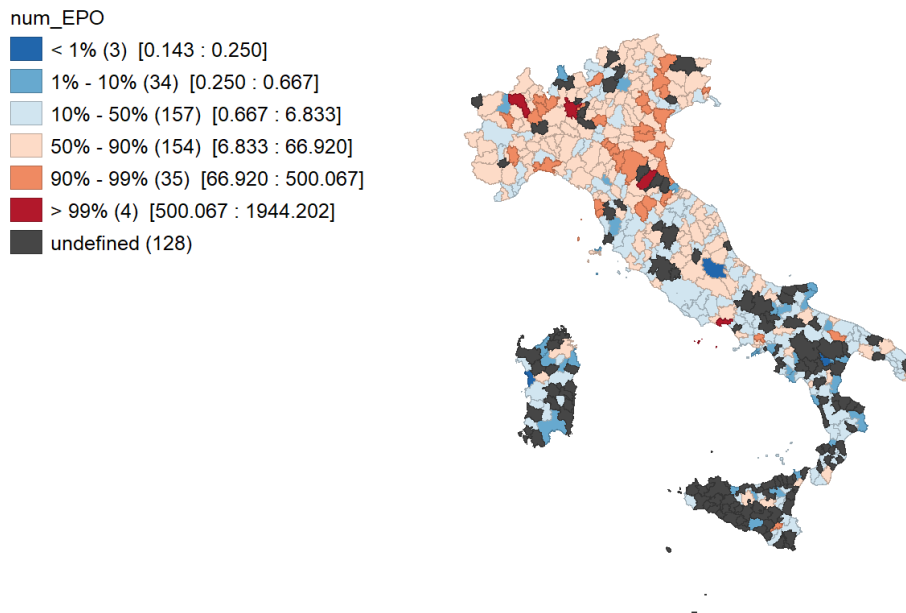 num_EPO
< 1% (3) [0.143 : 0.250]
1% - 10% (34) [0.250 : 0.667]
10% - 50% (157) [0.667 : 6.833]
50% - 90% (154) [6.833 : 66.920]
90% - 99% (35) [66.920 : 500.067]
> 99% (4) [500.067 : 1944.202]
undefined (128)